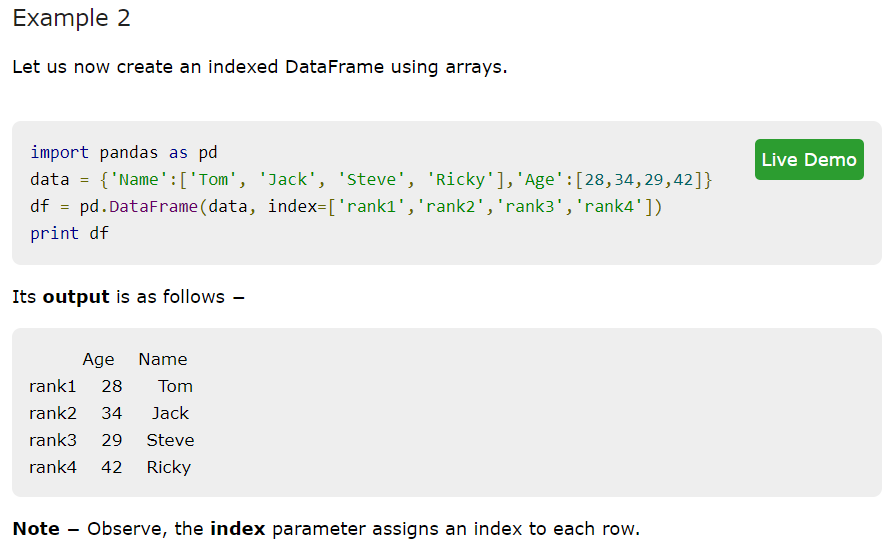 Example 2
Let us now create an indexed DataFrame using arrays.
Live Demo
import pandas as pd
data = {'Name':['Tom', 'Jack', 'Steve', 'Ricky'],'Age':[28,34,29,42]}
df = pd.DataFrame(data, index=['rank1','rank2','rank3','rank4'])
print df
Its output is as follows −
Age Name
rank1 28 Tom
rank2 34 Jack
rank3 29 Steve
rank4 42 Ricky
Note − Observe, the index parameter assigns an index to each row.